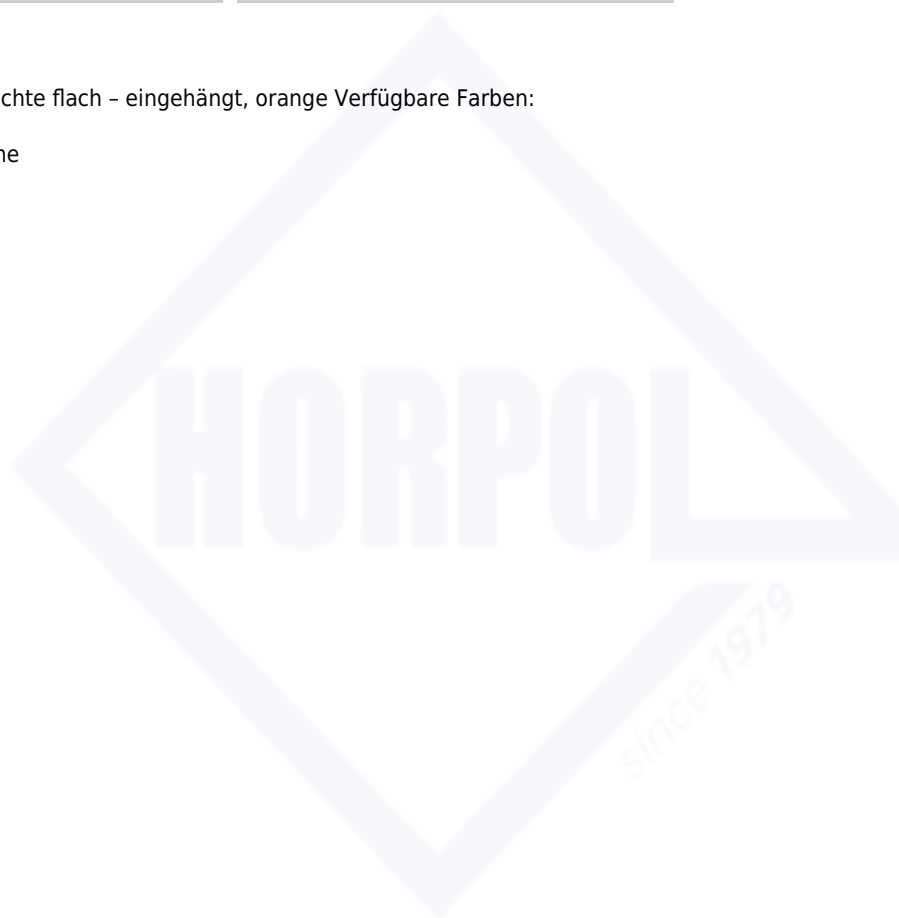 chte flach – eingehängt, orange Verfügbare Farben:
ne
HORPOL
since 1979